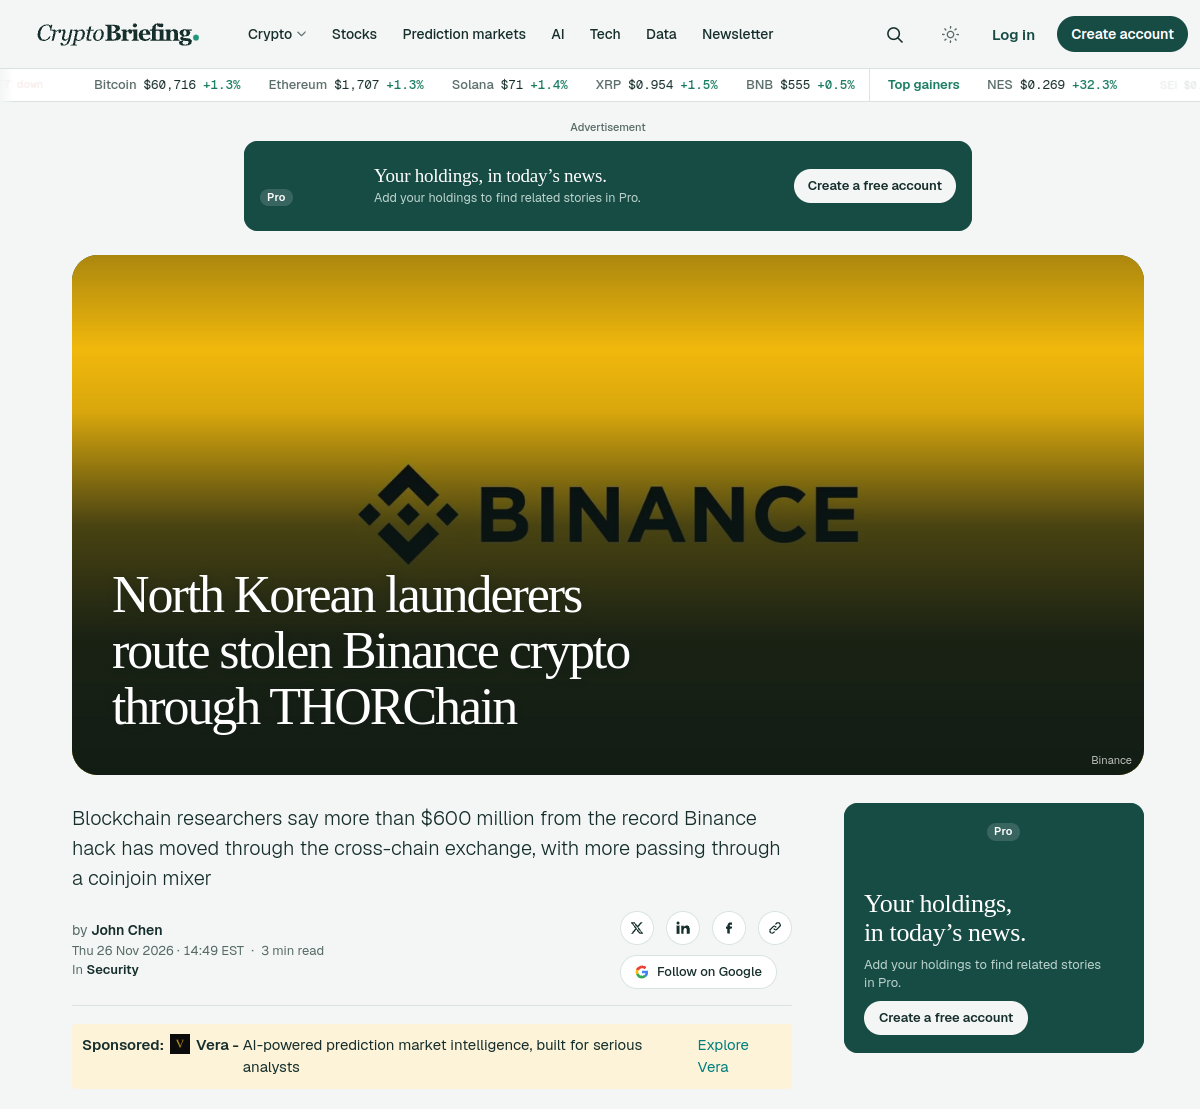 CryptoBriefing.
Crypto Stocks Prediction markets AI Tech Data Newsletter Log in Create account
down Bitcoin $60,716 +1.3% Ethereum $1,707 +1.3% Solana $71 +1.4% XRP $0.954 +1.5% BNB $555 +0.5% Top gainers NES $0.269 +32.3%
Advertisement
Pro
Your holdings, in today’s news.
Add your holdings to find related stories in Pro.
Create a free account
BINANCE
North Korean launderers
route stolen Binance crypto
through THORChain
Binance
Blockchain researchers say more than $600 million from the record Binance
hack has moved through the cross-chain exchange, with more passing through
a coinjoin mixer
by John Chen
Thu 26 Nov 2026 · 14:49 EST · 3 min read
In Security
Follow on Google
Sponsored: V Vera - AI-powered prediction market intelligence, built for serious
analysts
Explore
Vera
Pro
Your holdings,
in today’s news.
Add your holdings to find related stories
in Pro.
Create a free account